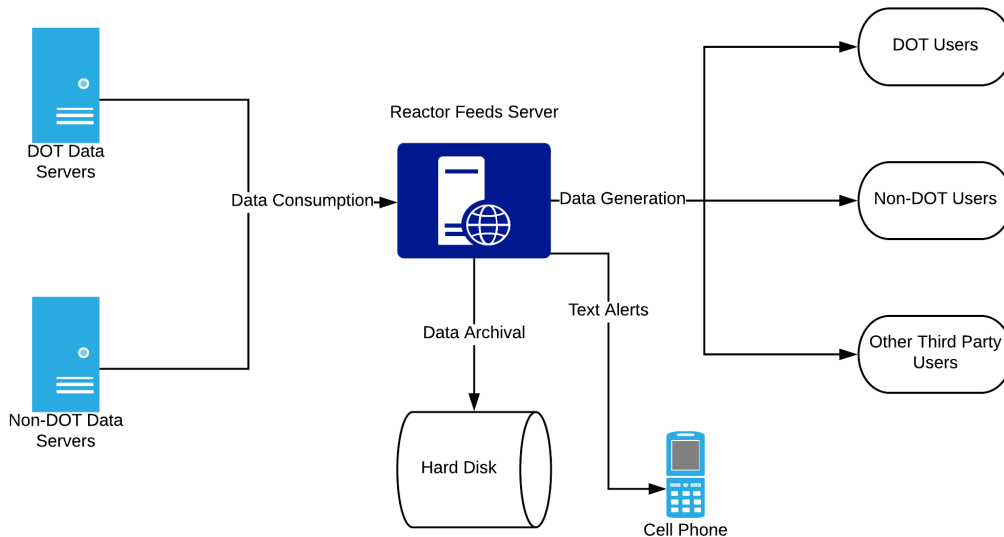 DOT Users
Reactor Feeds Server
DOT Data
Servers
Data Consumption
Data Generation
Non-DOT Users
Text Alerts
Data Archival
Other Third Party
Users
Non-DOT Data
Servers
Hard Disk
Cell Phone